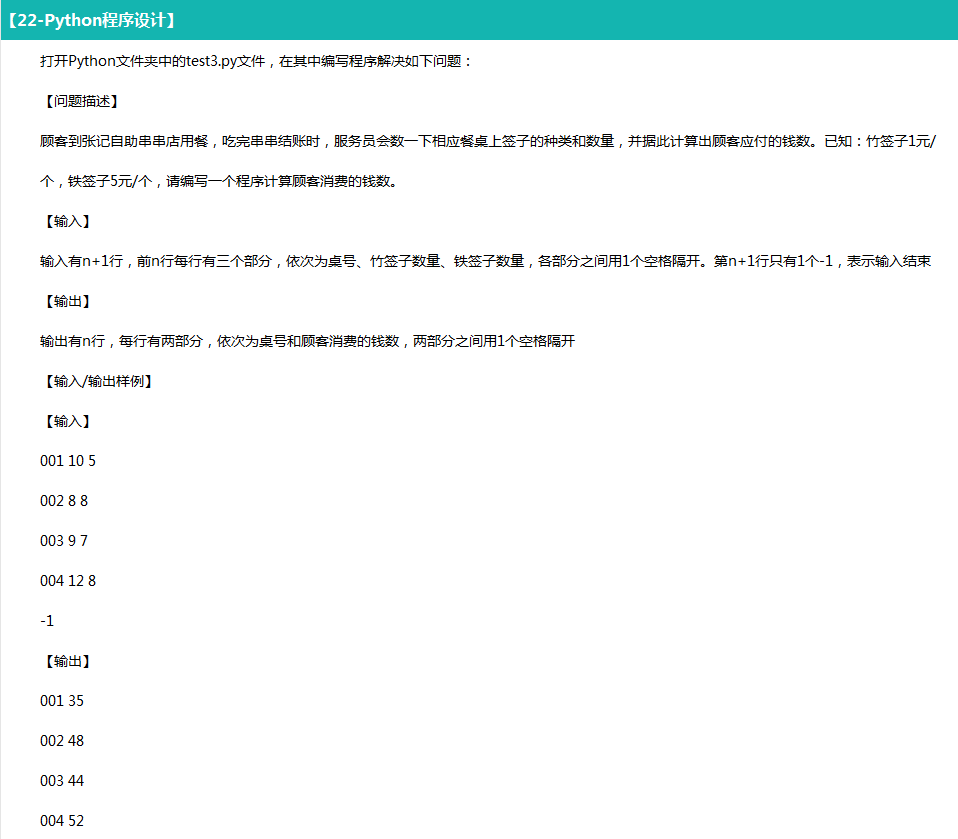 【22-Python程序设计】
打开Python文件夹中的test3.py文件，在其中编写程序解决如下问题：
【问题描述】
顾客到张记自助串串店用餐，吃完串串结账时，服务员会数一下相应餐桌上签子的种类和数量，并据此计算出顾客应付的钱数。已知：竹签子1元/
个，铁签子5元/个，请编写一个程序计算顾客消费的钱数。
【输入】
输入有n+1行，前n行每行有三个部分，依次为桌号、竹签子数量、铁签子数量，各部分之间用1个空格隔开。第n+1行只有1个-1，表示输入结束
【输出】
输出有n行，每行有两部分，依次为桌号和顾客消费的钱数，两部分之间用1个空格隔开
【输入/输出样例】
【输入】
001 10 5
002 8 8
003 9 7
004 12 8
-1
【输出】
001 35
002 48
003 44
004 52